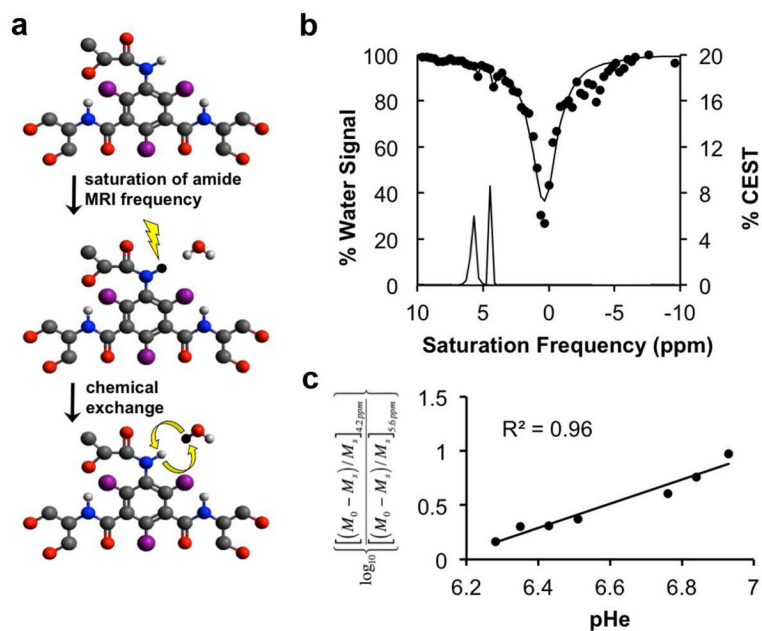 a
saturation of amide
MRI frequency
chemical
exchange
b
% Water Signal
100
80
60
40
20
0
20
16
12
8
4
0
% CEST
10 5 0 -5 -10
Saturation Frequency (ppm)
c
log10 { [(M0 − Ms) / Ms]4.2 ppm / [(M0 − Ms) / Ms]5.6 ppm }
1.5
1
0.5
0
R² = 0.96
6.2 6.4 6.6 6.8 7
pHe